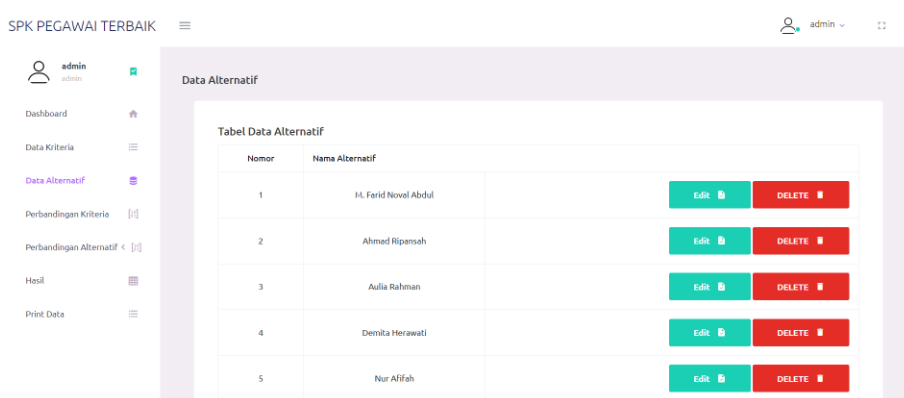 SPK PEGAWAI TERBAIK
admin
admin
admin
Dashboard
Data Kriteria
Data Alternatif
Perbandingan Kriteria
Perbandingan Alternatif
Hasil
Print Data
Data Alternatif
Tabel Data Alternatif
Nomor Nama Alternatif
1 M. Farid Noval Abdul Edit DELETE
2 Ahmad Ripansah Edit DELETE
3 Aulia Rahman Edit DELETE
4 Demita Herawati Edit DELETE
5 Nur Afifah Edit DELETE